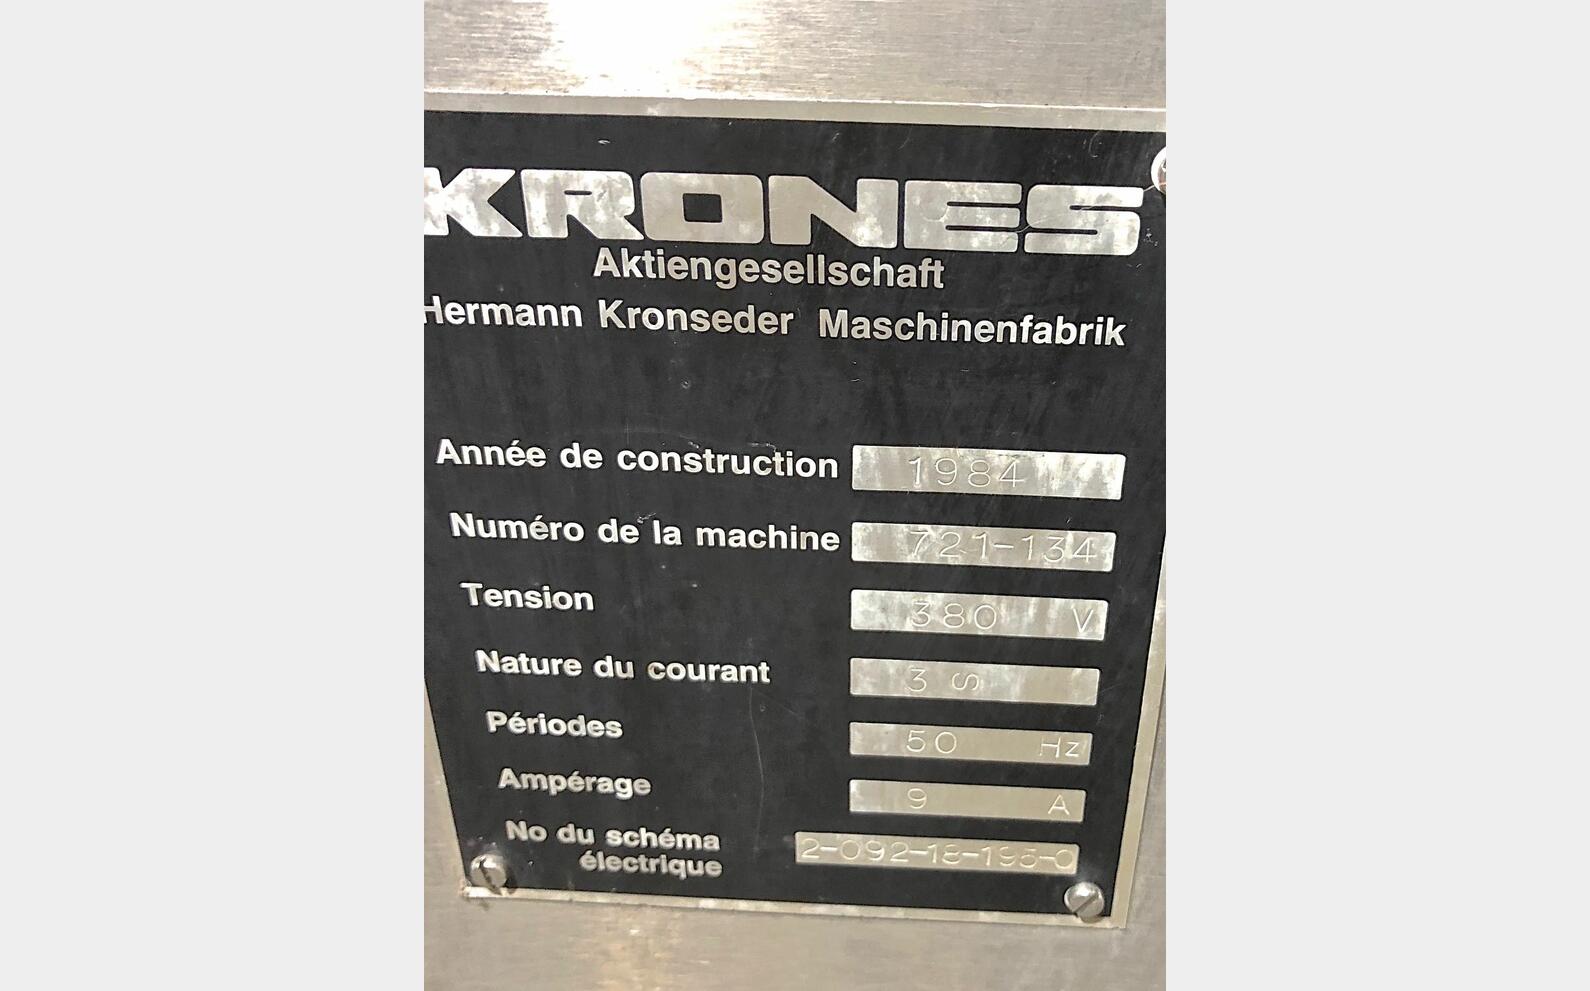 KRONES
Aktiengesellschaft
Hermann Kronseder Maschinenfabrik
Année de construction 1984
Numéro de la machine 721-134
Tension 380 V
Nature du courant 3 ∽
Périodes 50 Hz
Ampérage 9 A
No du schéma
électrique 2-092-18-195-0